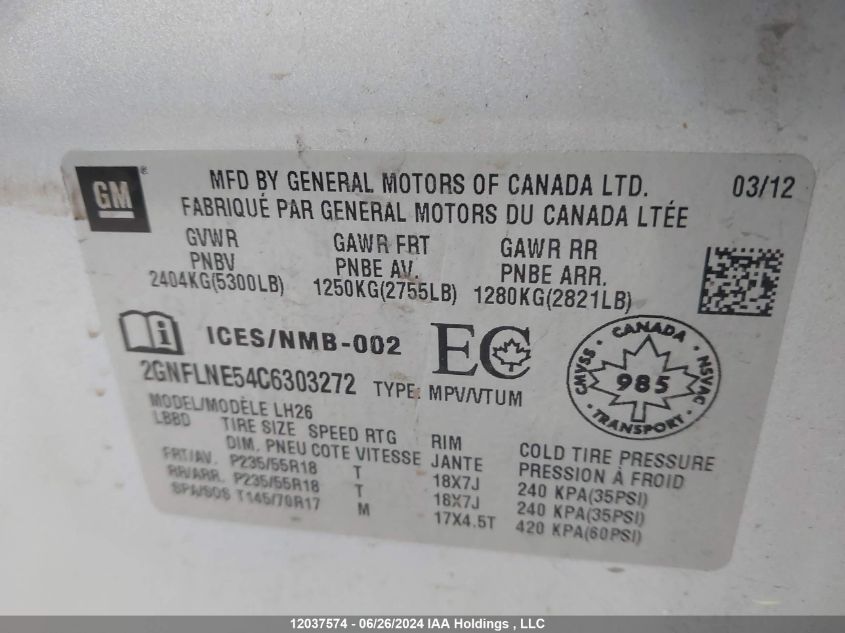 GM
MFD BY GENERAL MOTORS OF CANADA LTD. 03/12
FABRIQUÉ PAR GENERAL MOTORS DU CANADA LTÉE
GVWR GAWR FRT GAWR RR
PNBV PNBE AV. PNBE ARR.
2404KG(5300LB) 1250KG(2755LB) 1280KG(2821LB)
ICES/NMB-002 EC
CANADA
CMVSS 985 NSVAC
TRANSPORT
2GNFLNE54C6303272 TYPE: MPV/VTUM
MODEL/MODÈLE LH26
LBBD TIRE SIZE SPEED RTG RIM COLD TIRE PRESSURE
DIM. PNEU COTE VITESSE JANTE PRESSION À FROID
FRT/AV. P235/55R18 T 18X7J 240 KPA(35PSI)
RR/ARR. P235/55R18 T 18X7J 240 KPA(35PSI)
SPA/SOS T145/70R17 M 17X4.5T 420 KPA(60PSI)
12037574 - 06/26/2024 IAA Holdings , LLC